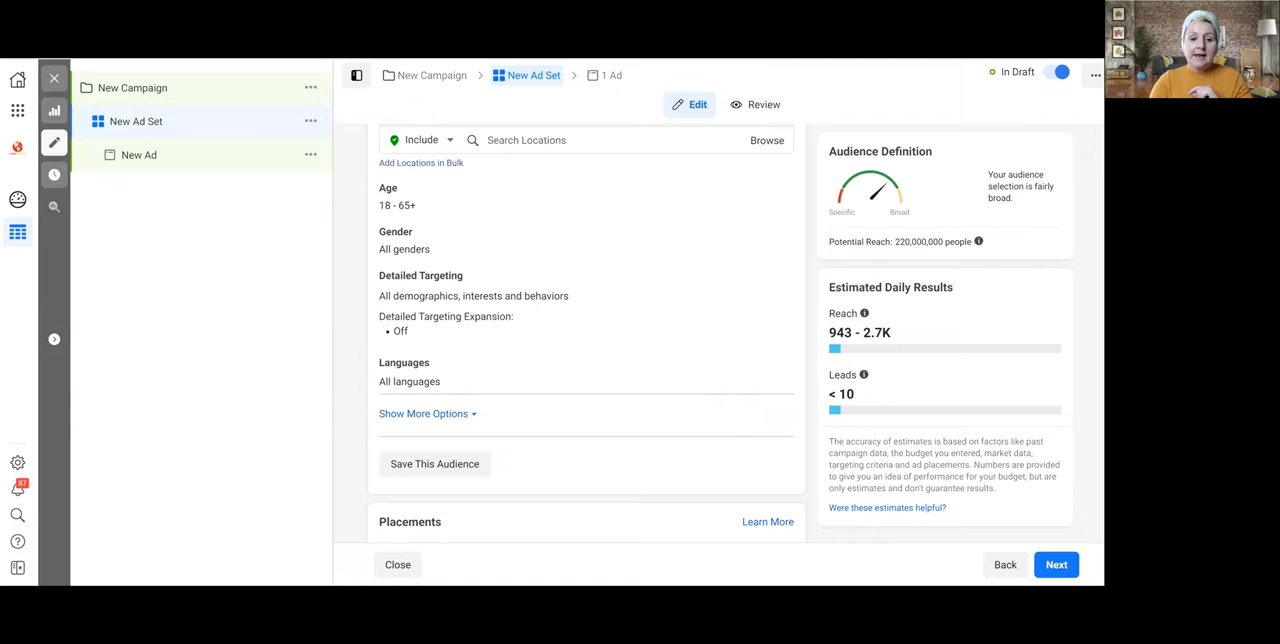 New Campaign
New Ad Set
1 Ad
In Draft
New Campaign
New Ad Set
New Ad
Edit
Review
Include
Search Locations
Browse
Add Locations in Bulk
Age
18 - 65+
Gender
All genders
Detailed Targeting
All demographics, interests and behaviors
Detailed Targeting Expansion:
• Off
Languages
All languages
Show More Options
Save This Audience
Placements
Learn More
Audience Definition
Specific
Broad
Your audience
selection is fairly
broad.
Potential Reach: 220,000,000 people
Estimated Daily Results
Reach
943 - 2.7K
Leads
< 10
The accuracy of estimates is based on factors like past
campaign data, the budget you entered, market data,
targeting criteria and ad placements. Numbers are provided
to give you an idea of performance for your budget, but are
only estimates and don't guarantee results.
Were these estimates helpful?
87
Close
Back
Next